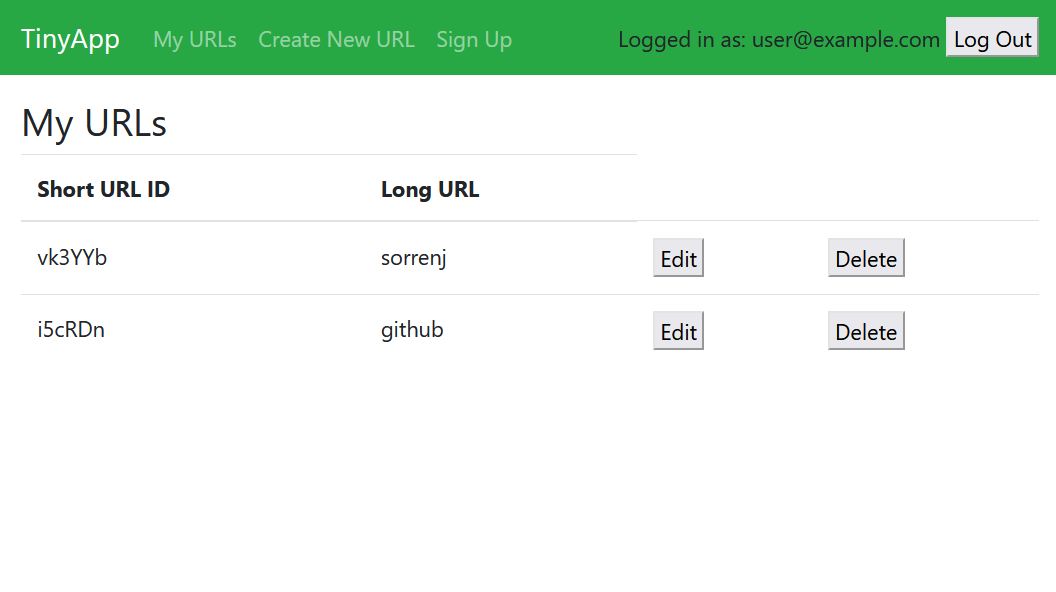 TinyApp My URLs Create New URL Sign Up Logged in as: user@example.com Log Out
My URLs
Short URL ID Long URL
vk3YYb sorrenj Edit Delete
i5cRDn github Edit Delete